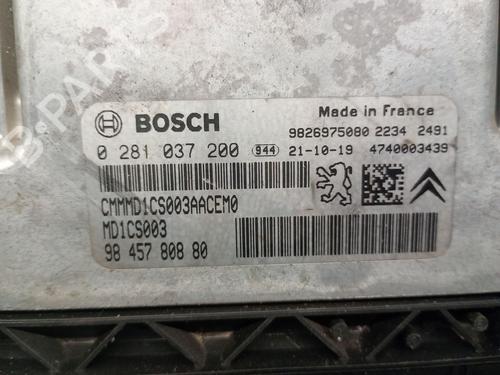 BOSCH
Made in France
9826975080 2234 2491
0 281 037 200 944 21-10-19 4740003439
CMMMD1CS003AACEM0
MD1CS003
98 457 808 80
B-PARTS